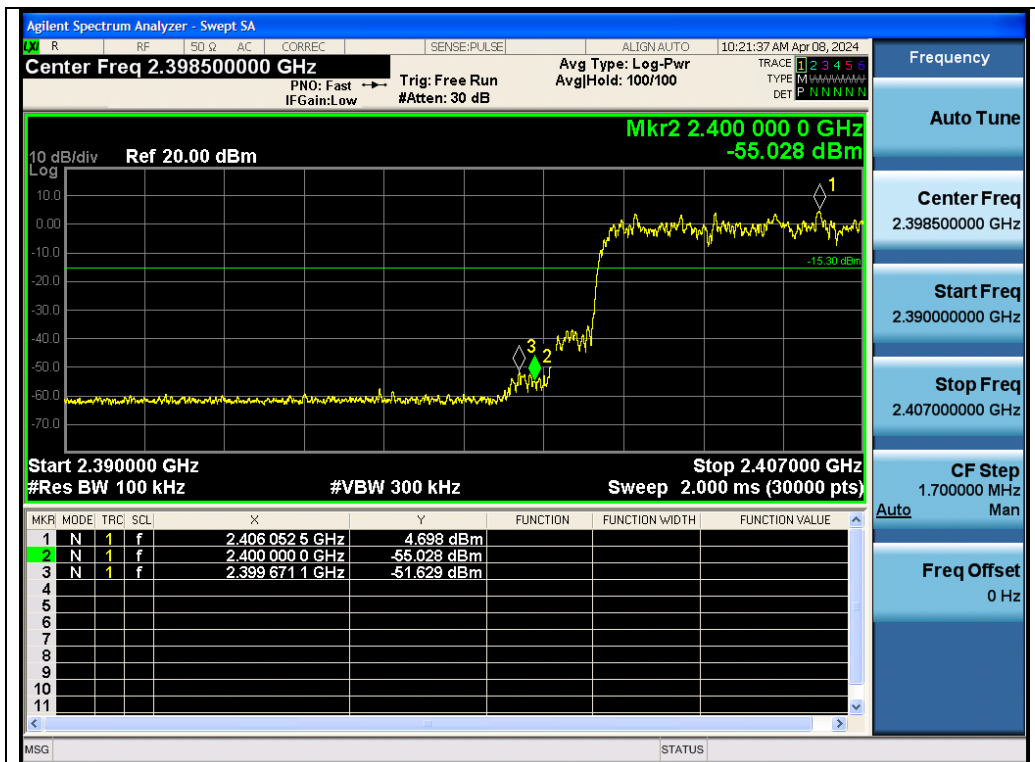 Agilent Spectrum Analyzer - Swept SA
LXI R RF 50 Ω AC CORREC SENSE:PULSE ALIGN AUTO 10:21:37 AM Apr 08, 2024
Center Freq 2.398500000 GHz
PNO: Fast
IFGain:Low
Trig: Free Run
#Atten: 30 dB
Avg Type: Log-Pwr
Avg|Hold: 100/100
TRACE 1 2 3 4 5 6
TYPE M
DET P N N N N N
Mkr2 2.400 000 0 GHz
-55.028 dBm
10 dB/div Ref 20.00 dBm
Log
10.0
0.00
-10.0
-20.0
-30.0
-40.0
-50.0
-60.0
-70.0
1
-15.30 dBm
3
2
Start 2.390000 GHz Stop 2.407000 GHz
#Res BW 100 kHz #VBW 300 kHz Sweep 2.000 ms (30000 pts)
MKR MODE TRC SCL X Y FUNCTION FUNCTION WIDTH FUNCTION VALUE
1 N 1 f 2.406 052 5 GHz 4.698 dBm
2 N 1 f 2.400 000 0 GHz -55.028 dBm
3 N 1 f 2.399 671 1 GHz -51.629 dBm
4
5
6
7
8
9
10
11
MSG STATUS
Frequency
Auto Tune
Center Freq
2.398500000 GHz
Start Freq
2.390000000 GHz
Stop Freq
2.407000000 GHz
CF Step
1.700000 MHz
Auto Man
Freq Offset
0 Hz